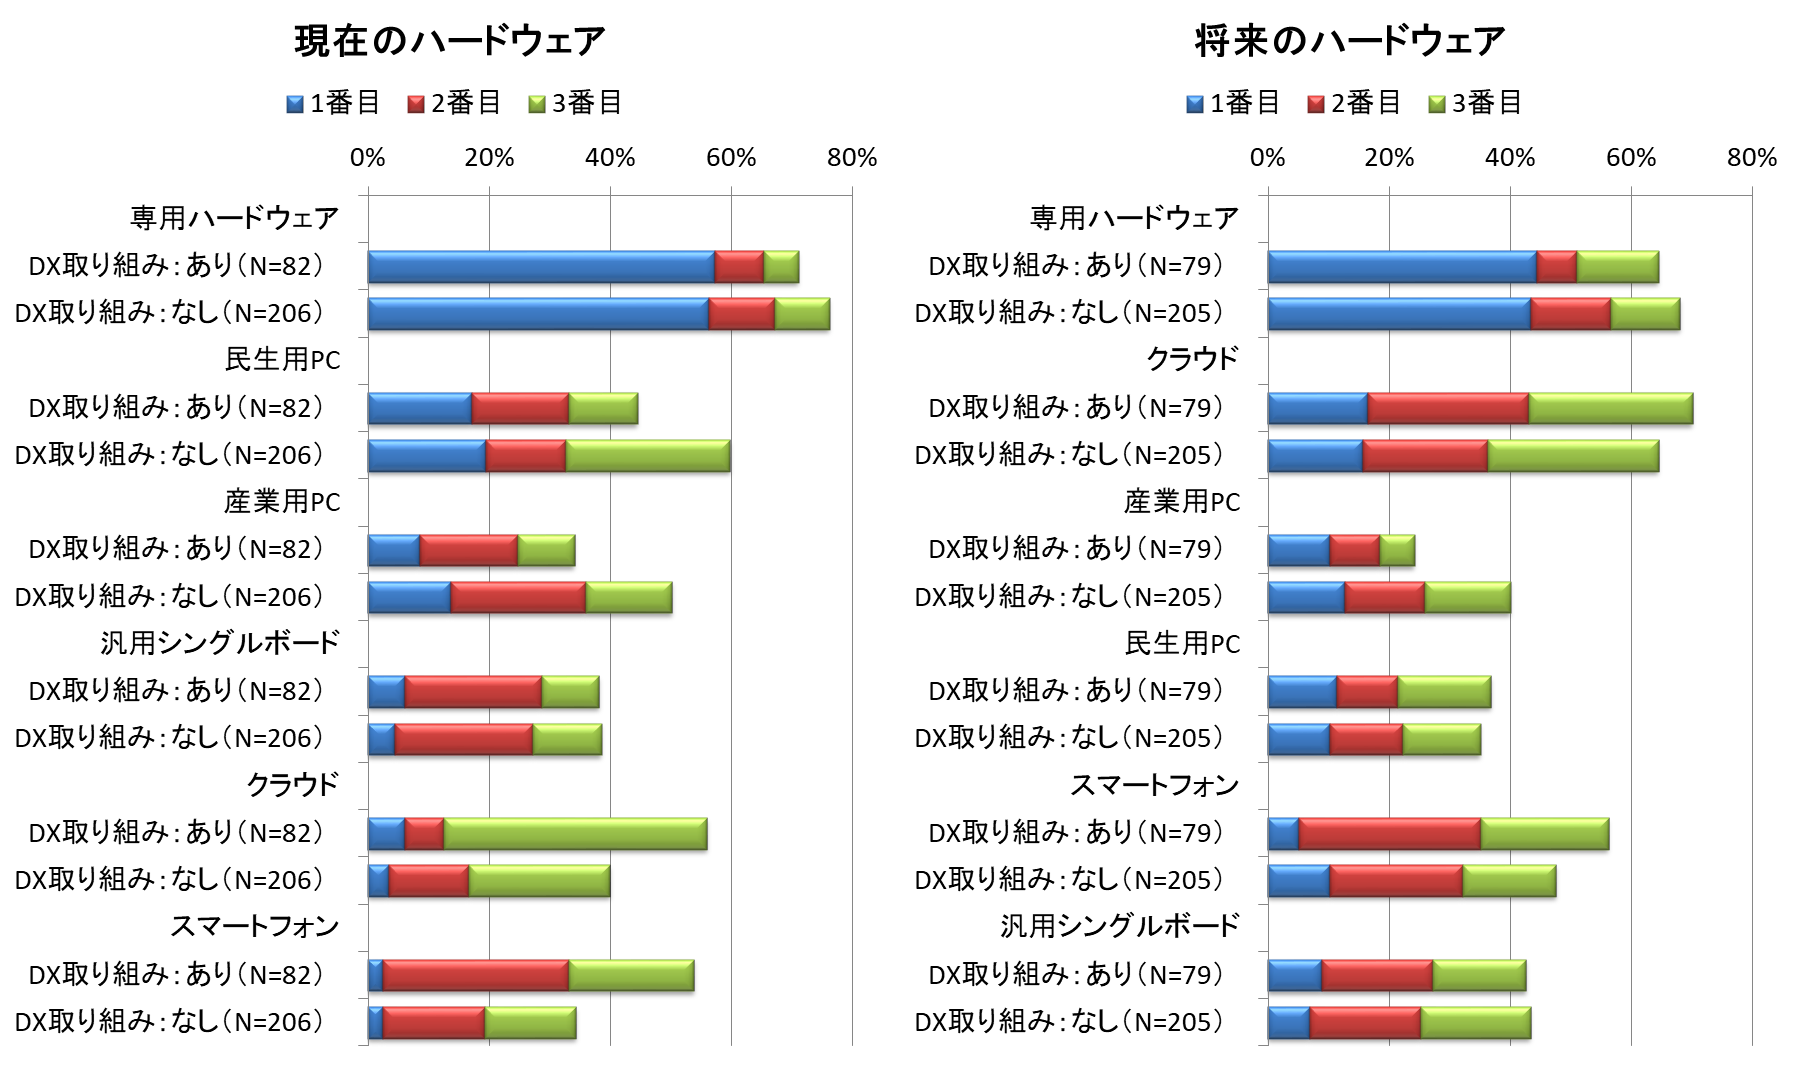 現在のハードウェア
1番目 2番目 3番目
0% 20% 40% 60% 80%
専用ハードウェア
DX取り組み：あり（N=82）
DX取り組み：なし（N=206）
民生用PC
DX取り組み：あり（N=82）
DX取り組み：なし（N=206）
産業用PC
DX取り組み：あり（N=82）
DX取り組み：なし（N=206）
汎用シングルボード
DX取り組み：あり（N=82）
DX取り組み：なし（N=206）
クラウド
DX取り組み：あり（N=82）
DX取り組み：なし（N=206）
スマートフォン
DX取り組み：あり（N=82）
DX取り組み：なし（N=206）
将来のハードウェア
1番目 2番目 3番目
0% 20% 40% 60% 80%
専用ハードウェア
DX取り組み：あり（N=79）
DX取り組み：なし（N=205）
クラウド
DX取り組み：あり（N=79）
DX取り組み：なし（N=205）
産業用PC
DX取り組み：あり（N=79）
DX取り組み：なし（N=205）
民生用PC
DX取り組み：あり（N=79）
DX取り組み：なし（N=205）
スマートフォン
DX取り組み：あり（N=79）
DX取り組み：なし（N=205）
汎用シングルボード
DX取り組み：あり（N=79）
DX取り組み：なし（N=205）